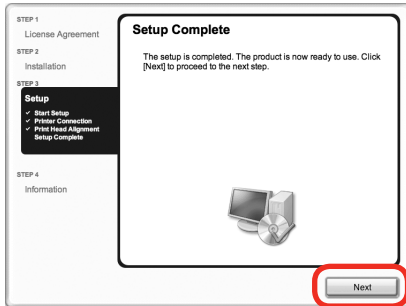 STEP 1
License Agreement
STEP 2
Installation
STEP 3
Setup
✓ Start Setup
✓ Printer Connection
✓ Print Head Alignment
Setup Complete
STEP 4
Information
Setup Complete
The setup is completed. The product is now ready to use. Click
[Next] to proceed to the next step.
Next